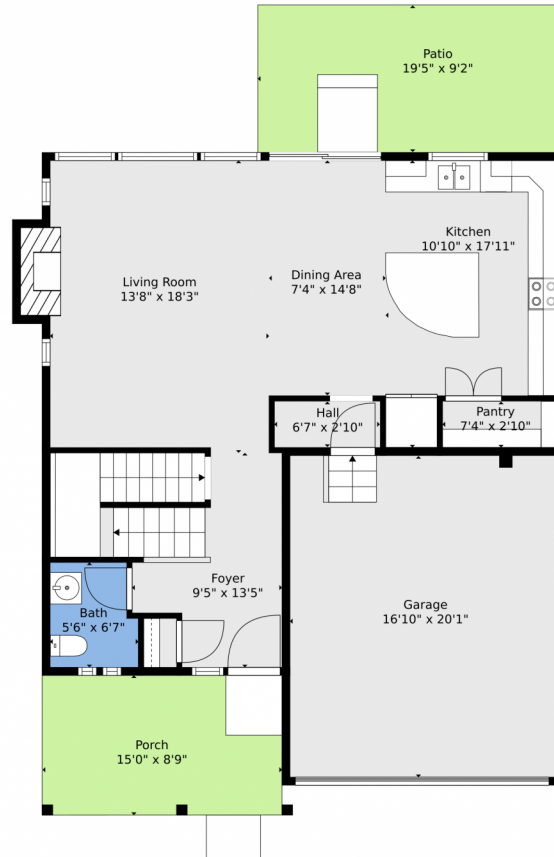 Patio
19'5" x 9'2"
Kitchen
10'10" x 17'11"
Living Room
13'8" x 18'3"
Dining Area
7'4" x 14'8"
Hall
6'7" x 2'10"
Pantry
7'4" x 2'10"
Foyer
9'5" x 13'5"
Bath
5'6" x 6'7"
Garage
16'10" x 20'1"
Porch
15'0" x 8'9"